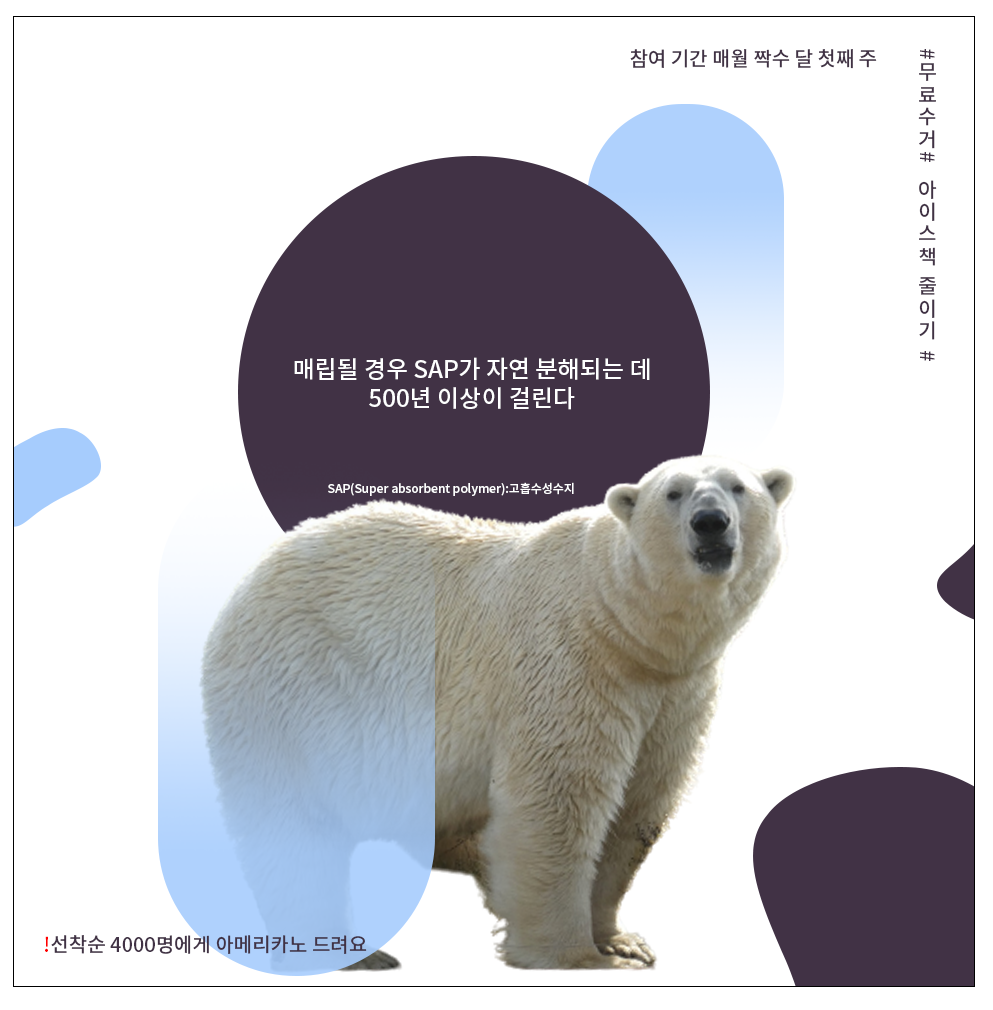 참여 기간 매월 짝수 달 첫째 주
#무료수거# 아이스책 줄이기 #
매립될 경우 SAP가 자연 분해되는 데
500년 이상이 걸린다
SAP(Super absorbent polymer):고흡수성수지
!선착순 4000명에게 아메리카노 드려요